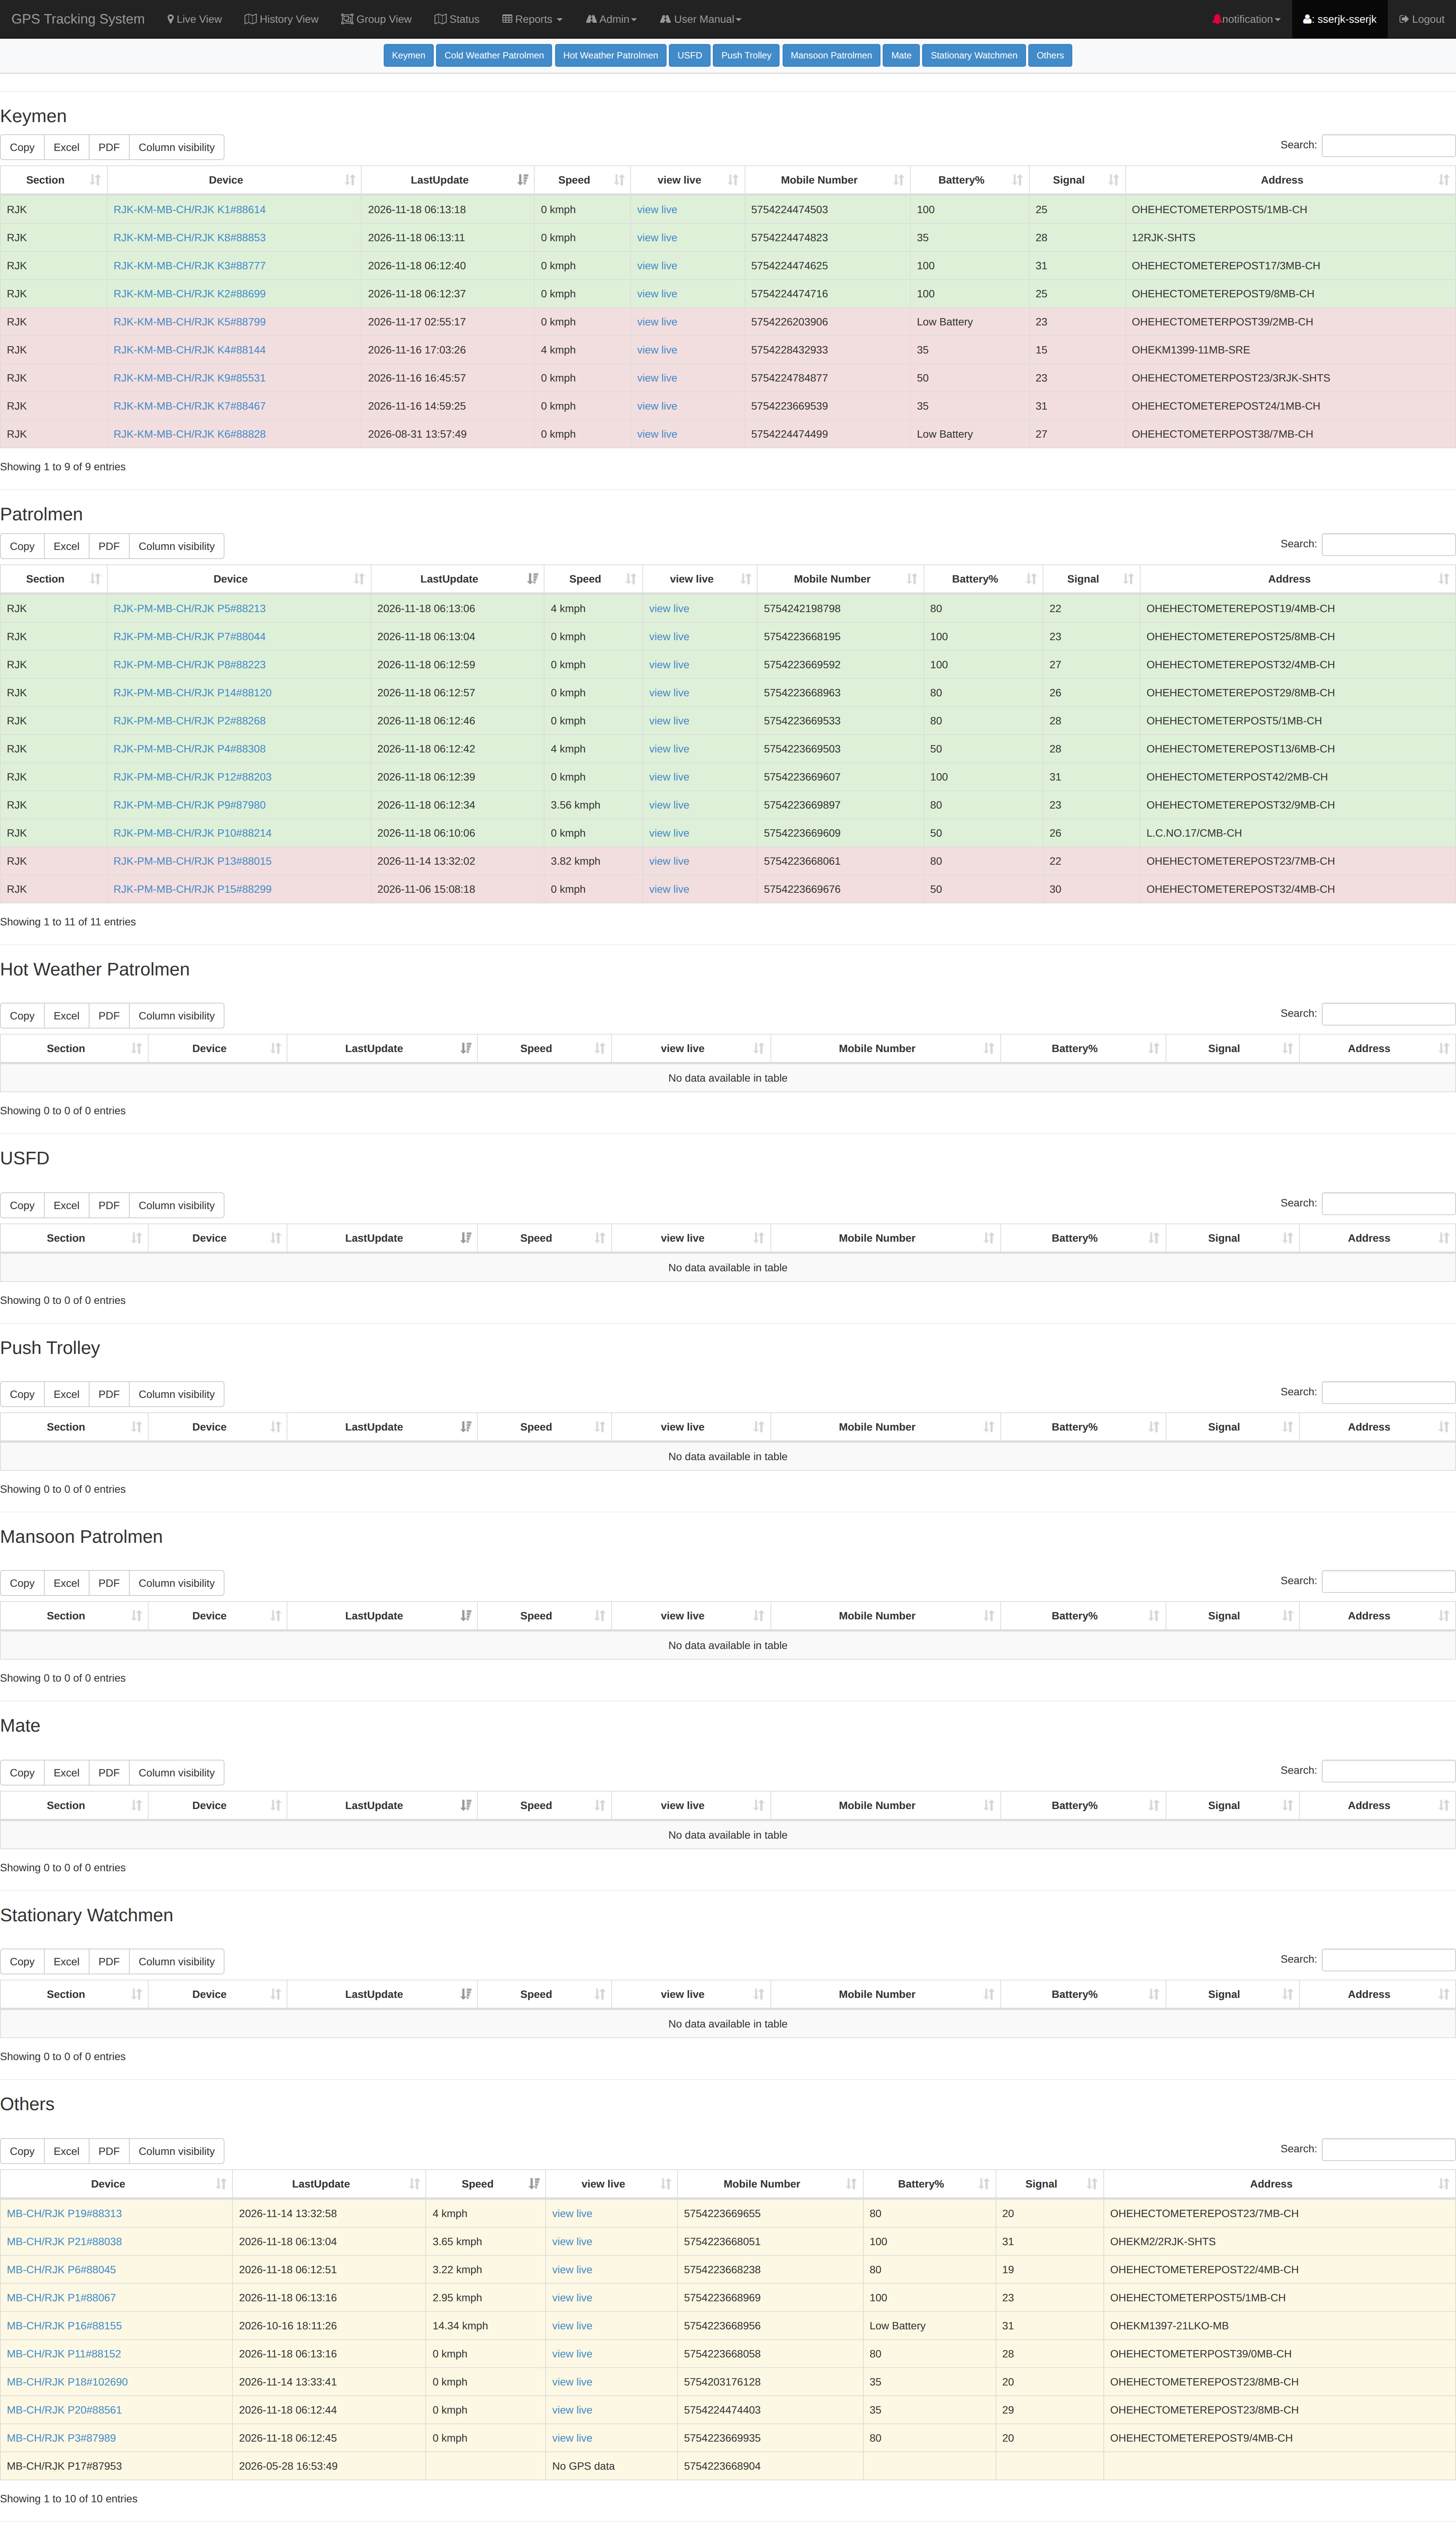 GPS Tracking System Live View History View Group View Status Reports Admin User Manual notification : sserjk-sserjk Logout
Keymen Cold Weather Patrolmen Hot Weather Patrolmen USFD Push Trolley Mansoon Patrolmen Mate Stationary Watchmen Others
Keymen
Copy Excel PDF Column visibility Search:
Section Device LastUpdate Speed view live Mobile Number Battery% Signal Address
RJK RJK-KM-MB-CH/RJK K1#88614 2026-11-18 06:13:18 0 kmph view live 5754224474503 100 25 OHEHECTOMETERPOST5/1MB-CH
RJK RJK-KM-MB-CH/RJK K8#88853 2026-11-18 06:13:11 0 kmph view live 5754224474823 35 28 12RJK-SHTS
RJK RJK-KM-MB-CH/RJK K3#88777 2026-11-18 06:12:40 0 kmph view live 5754224474625 100 31 OHEHECTOMETEREPOST17/3MB-CH
RJK RJK-KM-MB-CH/RJK K2#88699 2026-11-18 06:12:37 0 kmph view live 5754224474716 100 25 OHEHECTOMETEREPOST9/8MB-CH
RJK RJK-KM-MB-CH/RJK K5#88799 2026-11-17 02:55:17 0 kmph view live 5754226203906 Low Battery 23 OHEHECTOMETERPOST39/2MB-CH
RJK RJK-KM-MB-CH/RJK K4#88144 2026-11-16 17:03:26 4 kmph view live 5754228432933 35 15 OHEKM1399-11MB-SRE
RJK RJK-KM-MB-CH/RJK K9#85531 2026-11-16 16:45:57 0 kmph view live 5754224784877 50 23 OHEHECTOMETERPOST23/3RJK-SHTS
RJK RJK-KM-MB-CH/RJK K7#88467 2026-11-16 14:59:25 0 kmph view live 5754223669539 35 31 OHEHECTOMETEREPOST24/1MB-CH
RJK RJK-KM-MB-CH/RJK K6#88828 2026-08-31 13:57:49 0 kmph view live 5754224474499 Low Battery 27 OHEHECTOMETERPOST38/7MB-CH
Showing 1 to 9 of 9 entries
Patrolmen
Copy Excel PDF Column visibility Search:
Section Device LastUpdate Speed view live Mobile Number Battery% Signal Address
RJK RJK-PM-MB-CH/RJK P5#88213 2026-11-18 06:13:06 4 kmph view live 5754242198798 80 22 OHEHECTOMETEREPOST19/4MB-CH
RJK RJK-PM-MB-CH/RJK P7#88044 2026-11-18 06:13:04 0 kmph view live 5754223668195 100 23 OHEHECTOMETEREPOST25/8MB-CH
RJK RJK-PM-MB-CH/RJK P8#88223 2026-11-18 06:12:59 0 kmph view live 5754223669592 100 27 OHEHECTOMETEREPOST32/4MB-CH
RJK RJK-PM-MB-CH/RJK P14#88120 2026-11-18 06:12:57 0 kmph view live 5754223668963 80 26 OHEHECTOMETEREPOST29/8MB-CH
RJK RJK-PM-MB-CH/RJK P2#88268 2026-11-18 06:12:46 0 kmph view live 5754223669533 80 28 OHEHECTOMETERPOST5/1MB-CH
RJK RJK-PM-MB-CH/RJK P4#88308 2026-11-18 06:12:42 4 kmph view live 5754223669503 50 28 OHEHECTOMETEREPOST13/6MB-CH
RJK RJK-PM-MB-CH/RJK P12#88203 2026-11-18 06:12:39 0 kmph view live 5754223669607 100 31 OHEHECTOMETERPOST42/2MB-CH
RJK RJK-PM-MB-CH/RJK P9#87980 2026-11-18 06:12:34 3.56 kmph view live 5754223669897 80 23 OHEHECTOMETEREPOST32/9MB-CH
RJK RJK-PM-MB-CH/RJK P10#88214 2026-11-18 06:10:06 0 kmph view live 5754223669609 50 26 L.C.NO.17/CMB-CH
RJK RJK-PM-MB-CH/RJK P13#88015 2026-11-14 13:32:02 3.82 kmph view live 5754223668061 80 22 OHEHECTOMETEREPOST23/7MB-CH
RJK RJK-PM-MB-CH/RJK P15#88299 2026-11-06 15:08:18 0 kmph view live 5754223669676 50 30 OHEHECTOMETEREPOST32/4MB-CH
Showing 1 to 11 of 11 entries
Hot Weather Patrolmen
Copy Excel PDF Column visibility Search:
Section Device LastUpdate Speed view live Mobile Number Battery% Signal Address
No data available in table
Showing 0 to 0 of 0 entries
USFD
Copy Excel PDF Column visibility Search:
Section Device LastUpdate Speed view live Mobile Number Battery% Signal Address
No data available in table
Showing 0 to 0 of 0 entries
Push Trolley
Copy Excel PDF Column visibility Search:
Section Device LastUpdate Speed view live Mobile Number Battery% Signal Address
No data available in table
Showing 0 to 0 of 0 entries
Mansoon Patrolmen
Copy Excel PDF Column visibility Search:
Section Device LastUpdate Speed view live Mobile Number Battery% Signal Address
No data available in table
Showing 0 to 0 of 0 entries
Mate
Copy Excel PDF Column visibility Search:
Section Device LastUpdate Speed view live Mobile Number Battery% Signal Address
No data available in table
Showing 0 to 0 of 0 entries
Stationary Watchmen
Copy Excel PDF Column visibility Search:
Section Device LastUpdate Speed view live Mobile Number Battery% Signal Address
No data available in table
Showing 0 to 0 of 0 entries
Others
Copy Excel PDF Column visibility Search:
Device LastUpdate Speed view live Mobile Number Battery% Signal Address
MB-CH/RJK P19#88313 2026-11-14 13:32:58 4 kmph view live 5754223669655 80 20 OHEHECTOMETEREPOST23/7MB-CH
MB-CH/RJK P21#88038 2026-11-18 06:13:04 3.65 kmph view live 5754223668051 100 31 OHEKM2/2RJK-SHTS
MB-CH/RJK P6#88045 2026-11-18 06:12:51 3.22 kmph view live 5754223668238 80 19 OHEHECTOMETEREPOST22/4MB-CH
MB-CH/RJK P1#88067 2026-11-18 06:13:16 2.95 kmph view live 5754223668969 100 23 OHEHECTOMETERPOST5/1MB-CH
MB-CH/RJK P16#88155 2026-10-16 18:11:26 14.34 kmph view live 5754223668956 Low Battery 31 OHEKM1397-21LKO-MB
MB-CH/RJK P11#88152 2026-11-18 06:13:16 0 kmph view live 5754223668058 80 28 OHEHECTOMETERPOST39/0MB-CH
MB-CH/RJK P18#102690 2026-11-14 13:33:41 0 kmph view live 5754203176128 35 20 OHEHECTOMETEREPOST23/8MB-CH
MB-CH/RJK P20#88561 2026-11-18 06:12:44 0 kmph view live 5754224474403 35 29 OHEHECTOMETEREPOST23/8MB-CH
MB-CH/RJK P3#87989 2026-11-18 06:12:45 0 kmph view live 5754223669935 80 20 OHEHECTOMETEREPOST9/4MB-CH
MB-CH/RJK P17#87953 2026-05-28 16:53:49 No GPS data 5754223668904
Showing 1 to 10 of 10 entries